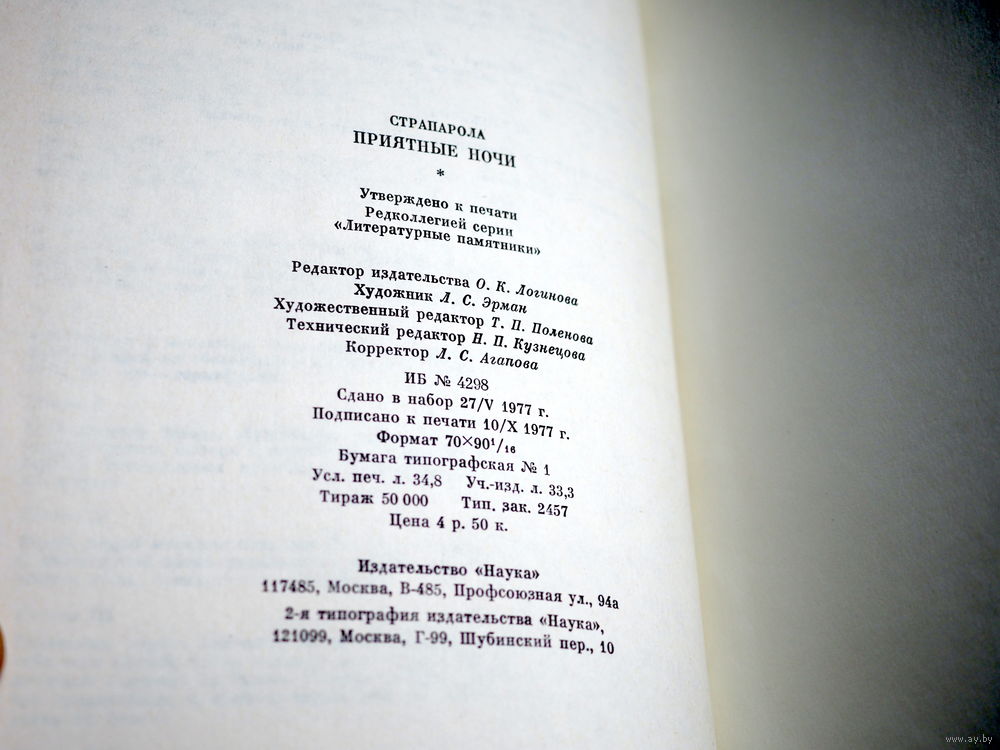 СТРАПАРОЛА
ПРИЯТНЫЕ НОЧИ
*
Утверждено к печати
Редколлегией серии
«Литературные памятники»
Редактор издательства О. К. Логинова
Художник Л. С. Эрман
Художественный редактор Т. П. Поленова
Технический редактор Н. П. Кузнецова
Корректор Л. С. Агапова
ИБ № 4298
Сдано в набор 27/V 1977 г.
Подписано к печати 10/X 1977 г.
Формат 70×90¹/₁₆
Бумага типографская № 1
Усл. печ. л. 34,8 Уч.-изд. л. 33,3
Тираж 50 000 Тип. зак. 2457
Цена 4 р. 50 к.
Издательство «Наука»
117485, Москва, В-485, Профсоюзная ул., 94а
2-я типография издательства «Наука»,
121099, Москва, Г-99, Шубинский пер., 10
www.ay.by